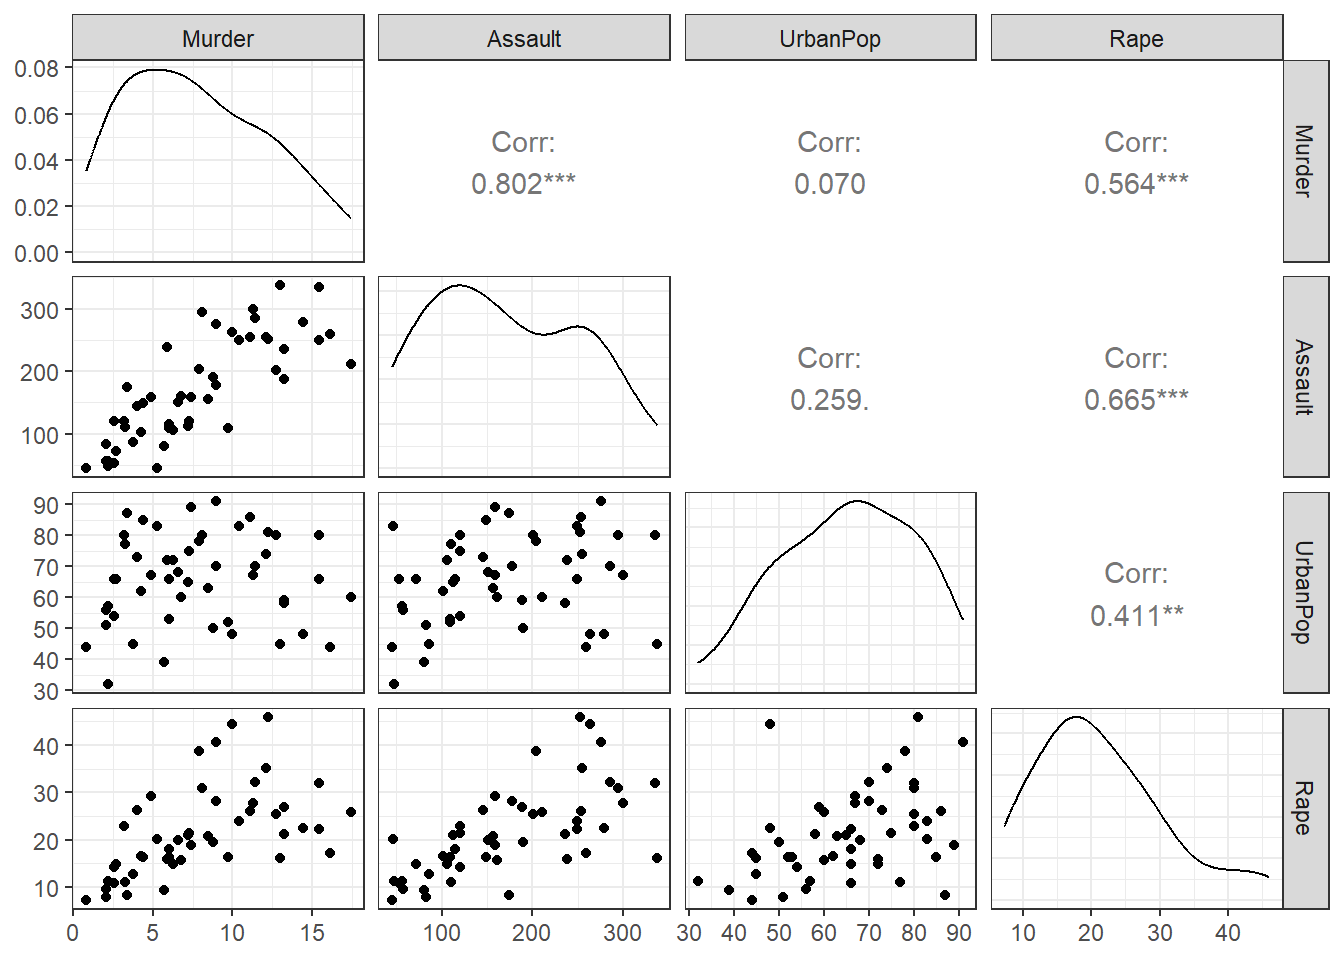 Murder
Assault
UrbanPop
Rape
0.08
0.06
0.04
0.02
0.00
Corr:
0.802***
Corr:
0.070
Corr:
0.564***
Murder
300
200
100
Corr:
0.259.
Corr:
0.665***
Assault
90
80
70
60
50
40
30
Corr:
0.411**
UrbanPop
40
30
20
10
Rape
0 5 10 15
100 200 300
30 40 50 60 70 80 90
10 20 30 40